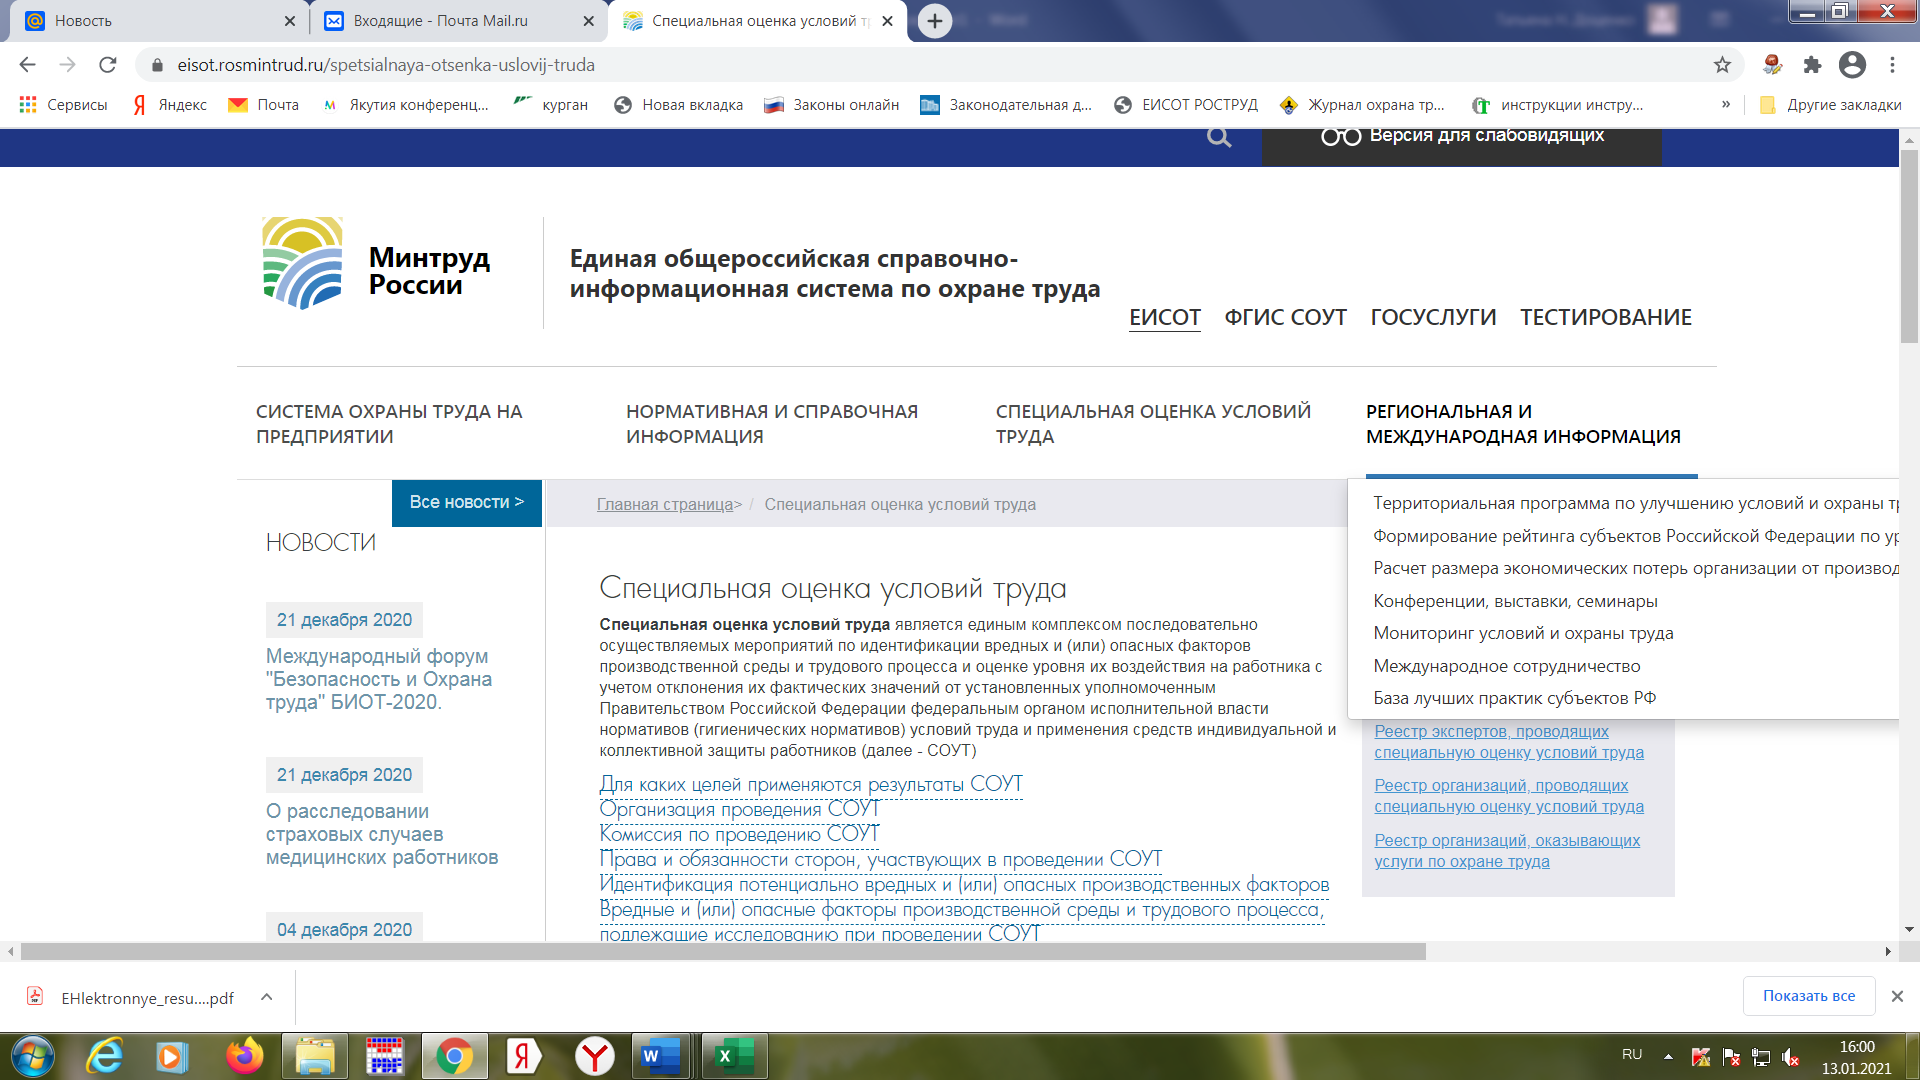 Новость
Входящие - Почта Mail.ru
Специальная оценка условий т
eisot.rosmintrud.ru/spetsialnaya-otsenka-uslovij-truda
Сервисы
Яндекс
Почта
Якутия конференц...
курган
Новая вкладка
Законы онлайн
Законодательная д...
ЕИСОТ РОСТРУД
Журнал охрана тр...
инструкции инстру...
»
Другие закладки
Версия для слабовидящих
Минтруд
России
Единая общероссийская справочно-
информационная система по охране труда
ЕИСОТ ФГИС СОУТ ГОСУСЛУГИ ТЕСТИРОВАНИЕ
СИСТЕМА ОХРАНЫ ТРУДА НА
ПРЕДПРИЯТИИ
НОРМАТИВНАЯ И СПРАВОЧНАЯ
ИНФОРМАЦИЯ
СПЕЦИАЛЬНАЯ ОЦЕНКА УСЛОВИЙ
ТРУДА
РЕГИОНАЛЬНАЯ И
МЕЖДУНАРОДНАЯ ИНФОРМАЦИЯ
Все новости >
НОВОСТИ
21 декабря 2020
Международный форум
"Безопасность и Охрана
труда" БИОТ-2020.
21 декабря 2020
О расследовании
страховых случаев
медицинских работников
04 декабря 2020
Главная страница> / Специальная оценка условий труда
Специальная оценка условий труда
Специальная оценка условий труда является единым комплексом последовательно
осуществляемых мероприятий по идентификации вредных и (или) опасных факторов
производственной среды и трудового процесса и оценке уровня их воздействия на работника с
учетом отклонения их фактических значений от установленных уполномоченным
Правительством Российской Федерации федеральным органом исполнительной власти
нормативов (гигиенических нормативов) условий труда и применения средств индивидуальной и
коллективной защиты работников (далее - СОУТ)
Для каких целей применяются результаты СОУТ
Организация проведения СОУТ
Комиссия по проведению СОУТ
Права и обязанности сторон, участвующих в проведении СОУТ
Идентификация потенциально вредных и (или) опасных производственных факторов
Вредные и (или) опасные факторы производственной среды и трудового процесса,
подлежащие исследованию при проведении СОУТ
Территориальная программа по улучшению условий и охраны тр
Формирование рейтинга субъектов Российской Федерации по ур
Расчет размера экономических потерь организации от производ
Конференции, выставки, семинары
Мониторинг условий и охраны труда
Международное сотрудничество
База лучших практик субъектов РФ
Реестр экспертов, проводящих
специальную оценку условий труда
Реестр организаций, проводящих
специальную оценку условий труда
Реестр организаций, оказывающих
услуги по охране труда
EHlektronnye_resu....pdf
Показать все
RU
16:00
13.01.2021